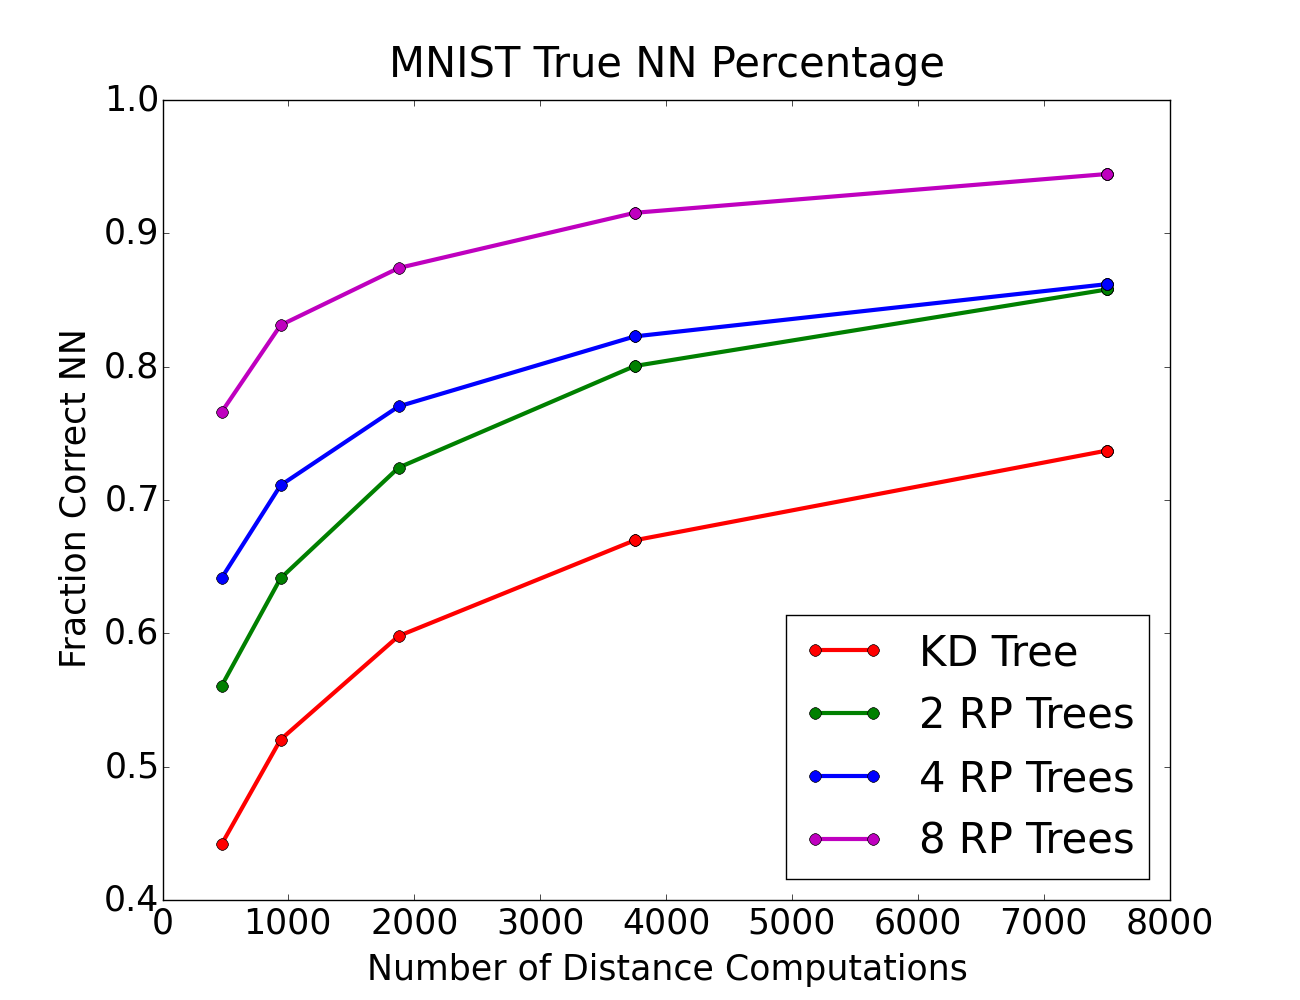 MNIST True NN Percentage
1.0
0.9
0.8
0.7
0.6
0.5
0.4
Fraction Correct NN
KD Tree
2 RP Trees
4 RP Trees
8 RP Trees
0 1000 2000 3000 4000 5000 6000 7000 8000
Number of Distance Computations